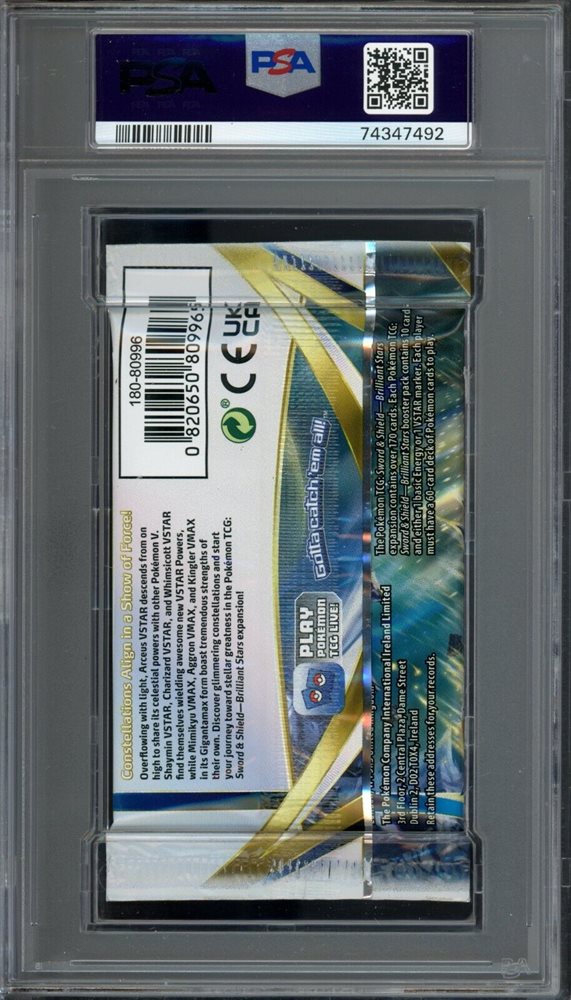 PSA
PSA
74347492
180-80996
0 820650 809965
CE UK CA
Constellations Align in a Show of Force!
Overflowing with light, Arceus VSTAR descends from on
high to share its celestial powers with other Pokémon V.
Shaymin VSTAR, Charizard VSTAR, and Whimsicott VSTAR
find themselves wielding awesome new VSTAR Powers,
while Mimikyu VMAX, Aggron VMAX, and Kingler VMAX
in its Gigantamax form boast tremendous strengths of
their own. Discover glimmering constellations and start
your journey toward stellar greatness in the Pokémon TCG:
Sword & Shield—Brilliant Stars expansion!
Gotta catch 'em all!™
PLAY
POKÉMON
TCG LIVE!
The Pokémon TCG: Sword & Shield—Brilliant Stars
expansion contains over 170 cards. Each Pokémon TCG:
Sword & Shield—Brilliant Stars booster pack contains 10 cards
and either 1 basic Energy or 1 VSTAR marker. Each player
must have a 60-card deck of Pokémon cards to play.
The Pokémon Company International Ireland Limited
3rd Floor, 2 Central Plaza, Dame Street
Dublin 2, D02 T0X4, Ireland
Retain these addresses for your records.
PSA